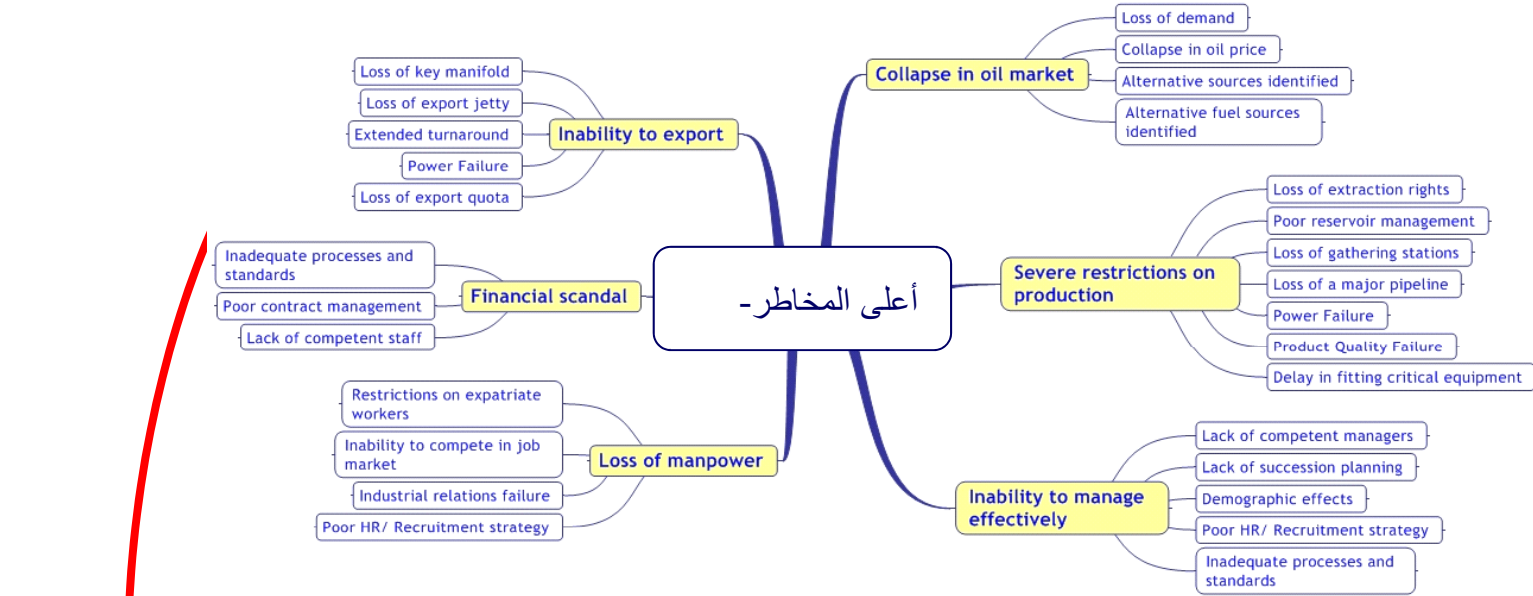 أعلى المخاطر-
Collapse in oil market
Loss of demand
Collapse in oil price
Alternative sources identified
Alternative fuel sources
identified
Severe restrictions on
production
Loss of extraction rights
Poor reservoir management
Loss of gathering stations
Loss of a major pipeline
Power Failure
Product Quality Failure
Delay in fitting critical equipment
Inability to manage
effectively
Lack of competent managers
Lack of succession planning
Demographic effects
Poor HR/ Recruitment strategy
Inadequate processes and
standards
Inability to export
Loss of key manifold
Loss of export jetty
Extended turnaround
Power Failure
Loss of export quota
Financial scandal
Inadequate processes and
standards
Poor contract management
Lack of competent staff
Loss of manpower
Restrictions on expatriate
workers
Inability to compete in job
market
Industrial relations failure
Poor HR/ Recruitment strategy